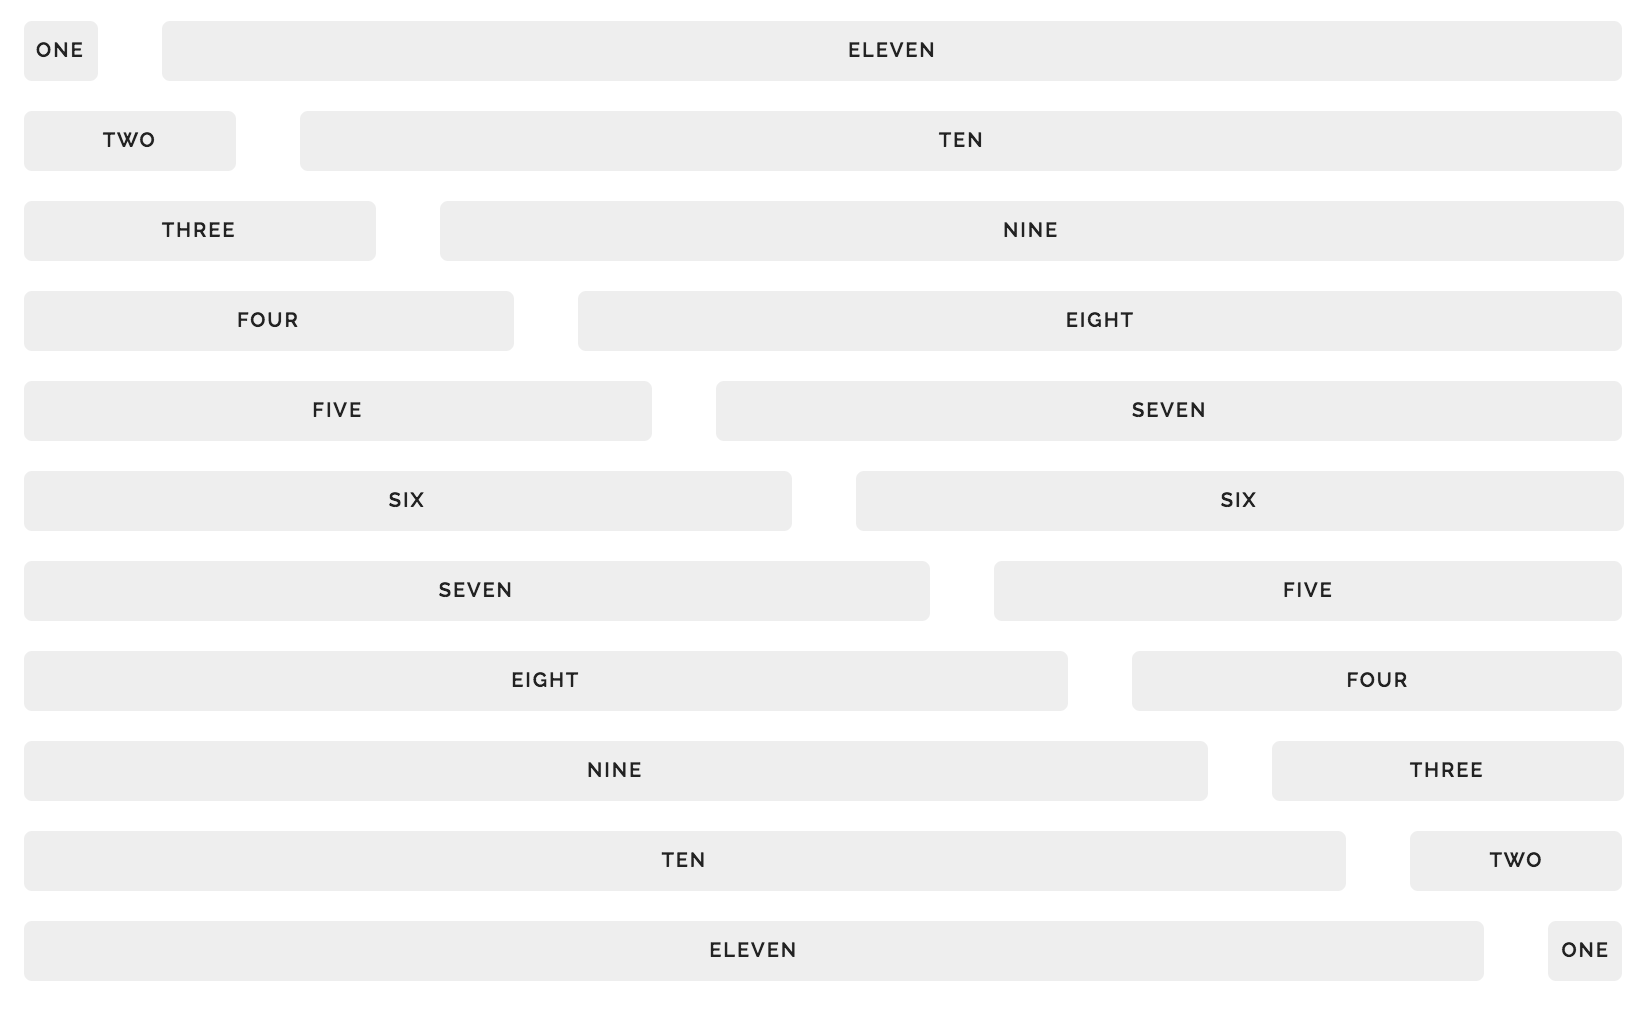 ONE ELEVEN
TWO TEN
THREE NINE
FOUR EIGHT
FIVE SEVEN
SIX SIX
SEVEN FIVE
EIGHT FOUR
NINE THREE
TEN TWO
ELEVEN ONE